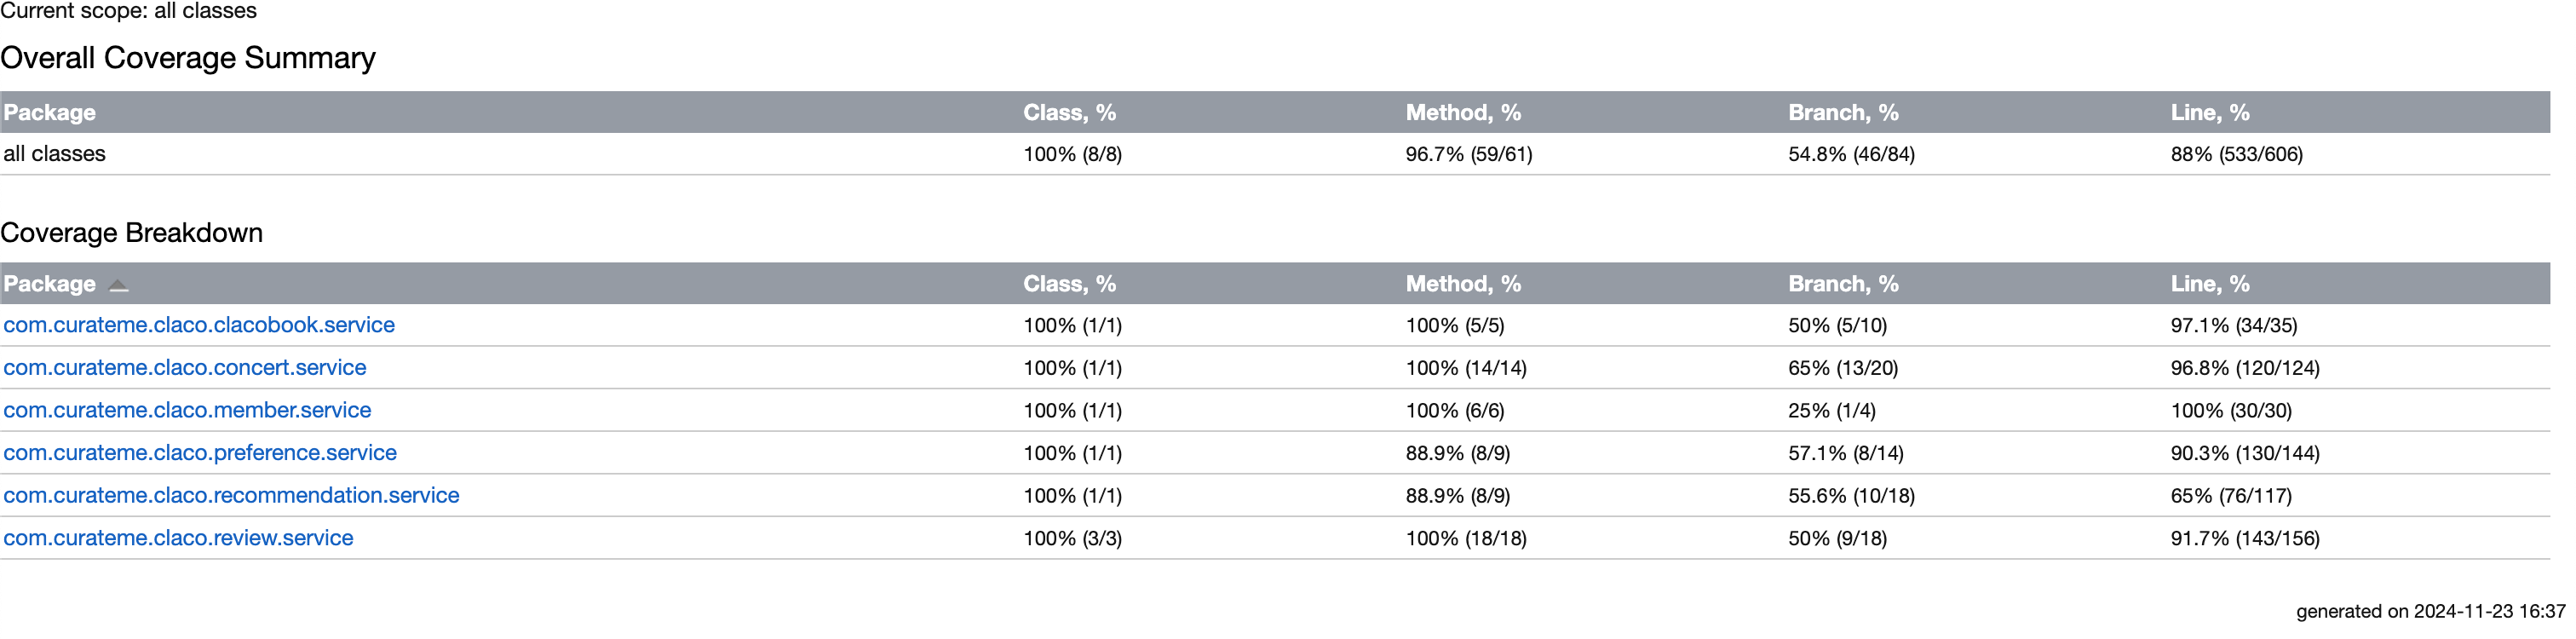 Current scope: all classes
Overall Coverage Summary
Package Class, % Method, % Branch, % Line, %
all classes 100% (8/8) 96.7% (59/61) 54.8% (46/84) 88% (533/606)
Coverage Breakdown
Package Class, % Method, % Branch, % Line, %
com.curateme.claco.clacobook.service 100% (1/1) 100% (5/5) 50% (5/10) 97.1% (34/35)
com.curateme.claco.concert.service 100% (1/1) 100% (14/14) 65% (13/20) 96.8% (120/124)
com.curateme.claco.member.service 100% (1/1) 100% (6/6) 25% (1/4) 100% (30/30)
com.curateme.claco.preference.service 100% (1/1) 88.9% (8/9) 57.1% (8/14) 90.3% (130/144)
com.curateme.claco.recommendation.service 100% (1/1) 88.9% (8/9) 55.6% (10/18) 65% (76/117)
com.curateme.claco.review.service 100% (3/3) 100% (18/18) 50% (9/18) 91.7% (143/156)
generated on 2024-11-23 16:37